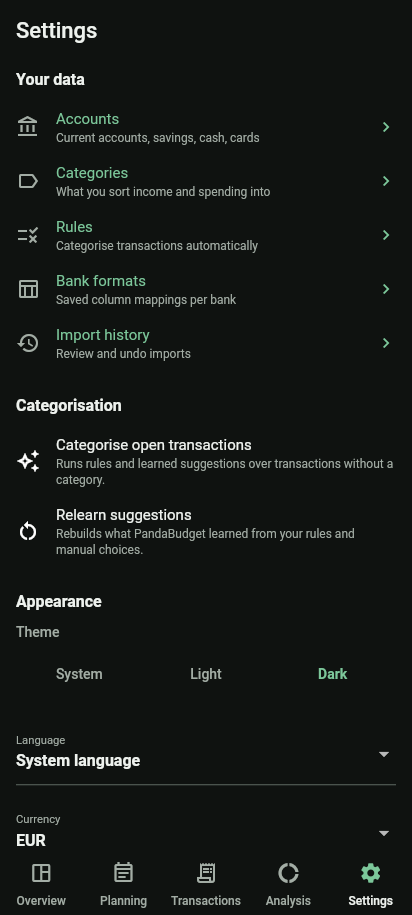 Settings
Your data
Accounts
Current accounts, savings, cash, cards
Categories
What you sort income and spending into
Rules
Categorise transactions automatically
Bank formats
Saved column mappings per bank
Import history
Review and undo imports
Categorisation
Categorise open transactions
Runs rules and learned suggestions over transactions without a
category.
Relearn suggestions
Rebuilds what PandaBudget learned from your rules and
manual choices.
Appearance
Theme
System Light Dark
Language
System language
Currency
EUR
Overview Planning Transactions Analysis Settings